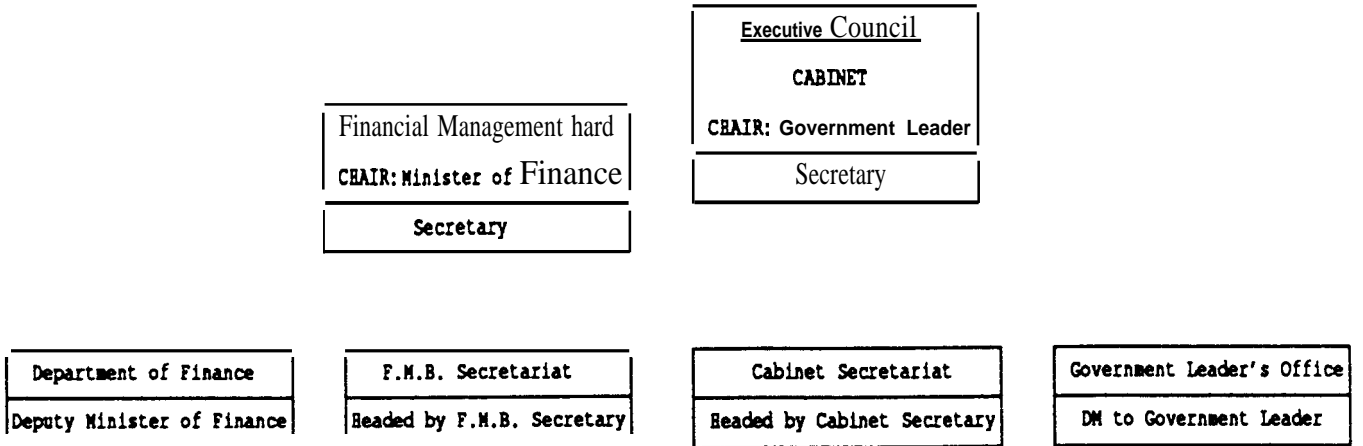 Executive Council
CABINET
CHAIR: Government Leader
Secretary
Financial Management hard
CHAIR: Minister of Finance
Secretary
Department of Finance
Deputy Minister of Finance
F.M.B. Secretariat
Headed by F.M.B. Secretary
Cabinet Secretariat
Headed by Cabinet Secretary
Government Leader's Office
DM to Government Leader